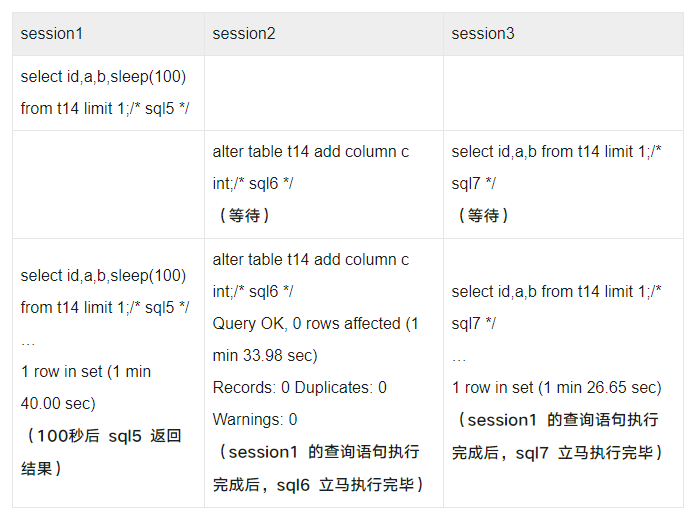 session1
session2
session3
select id,a,b,sleep(100)
from t14 limit 1;/* sql5 */
alter table t14 add column c
int;/* sql6 */
（等待）
select id,a,b from t14 limit 1;/*
sql7 */
（等待）
select id,a,b,sleep(100)
from t14 limit 1;/* sql5 */
…
1 row in set (1 min
40.00 sec)
（100秒后 sql5 返回
结果）
alter table t14 add column c
int;/* sql6 */
Query OK, 0 rows affected (1
min 33.98 sec)
Records: 0 Duplicates: 0
Warnings: 0
（session1 的查询语句执行
完成后，sql6 立马执行完毕）
select id,a,b from t14 limit 1;/*
sql7 */
…
1 row in set (1 min 26.65 sec)
（session1 的查询语句执行
完成后，sql7 立马执行完毕）